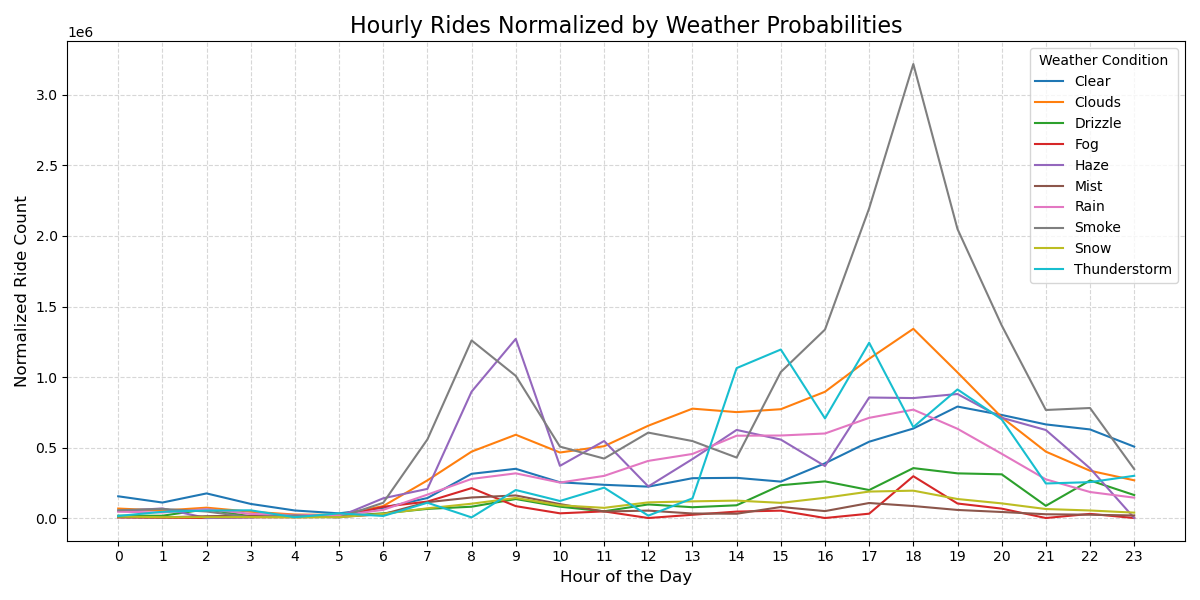 Hourly Rides Normalized by Weather Probabilities
1e6
3.0
2.5
2.0
1.5
1.0
0.5
0.0
Normalized Ride Count
Weather Condition
Clear
Clouds
Drizzle
Fog
Haze
Mist
Rain
Smoke
Snow
Thunderstorm
0 1 2 3 4 5 6 7 8 9 10 11 12 13 14 15 16 17 18 19 20 21 22 23
Hour of the Day